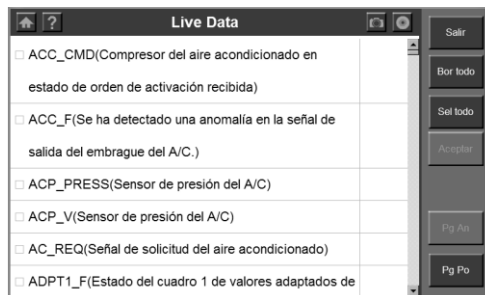 ?
Live Data
Salir
ACC_CMD(Compresor del aire acondicionado en
estado de orden de activación recibida)
Bor todo
ACC_F(Se ha detectado una anomalía en la señal de
salida del embrague del A/C.)
Sel todo
Aceptar
ACP_PRESS(Sensor de presión del A/C)
ACP_V(Sensor de presión del A/C)
AC_REQ(Señal de solicitud del aire acondicionado)
Pg An
ADPT1_F(Estado del cuadro 1 de valores adaptados de
Pg Po